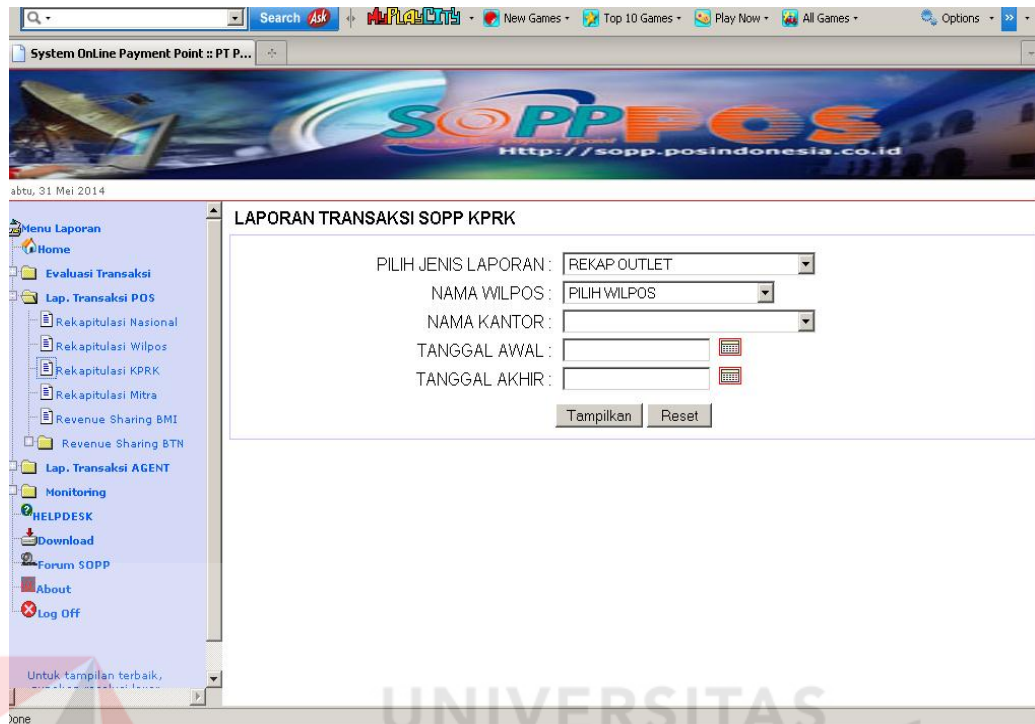 Search Ask MyPlayCity New Games Top 10 Games Play Now All Games Options
System OnLine Payment Point :: PT P...
SOPPPOS
Http://sopp.posindonesia.co.id
abtu, 31 Mei 2014
Menu Laporan
Home
Evaluasi Transaksi
Lap. Transaksi POS
Rekapitulasi Nasional
Rekapitulasi Wilpos
Rekapitulasi KPRK
Rekapitulasi Mitra
Revenue Sharing BMI
Revenue Sharing BTN
Lap. Transaksi AGENT
Monitoring
HELPDESK
Download
Forum SOPP
About
Log Off
Untuk tampilan terbaik,
LAPORAN TRANSAKSI SOPP KPRK
PILIH JENIS LAPORAN : REKAP OUTLET
NAMA WILPOS : PILIH WILPOS
NAMA KANTOR :
TANGGAL AWAL :
TANGGAL AKHIR :
Tampilkan Reset
UNIVERSITAS
Done